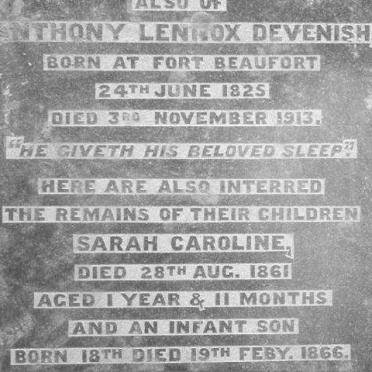 ALSO OF
ANTHONY LENNOX DEVENISH
BORN AT FORT BEAUFORT
24TH JUNE 1825
DIED 3RD NOVEMBER 1913.
"HE GIVETH HIS BELOVED SLEEP".
HERE ARE ALSO INTERRED
THE REMAINS OF THEIR CHILDREN
SARAH CAROLINE,
DIED 28TH AUG. 1861
AGED 1 YEAR & 11 MONTHS
AND AN INFANT SON
BORN 18TH DIED 19TH FEBY. 1866.